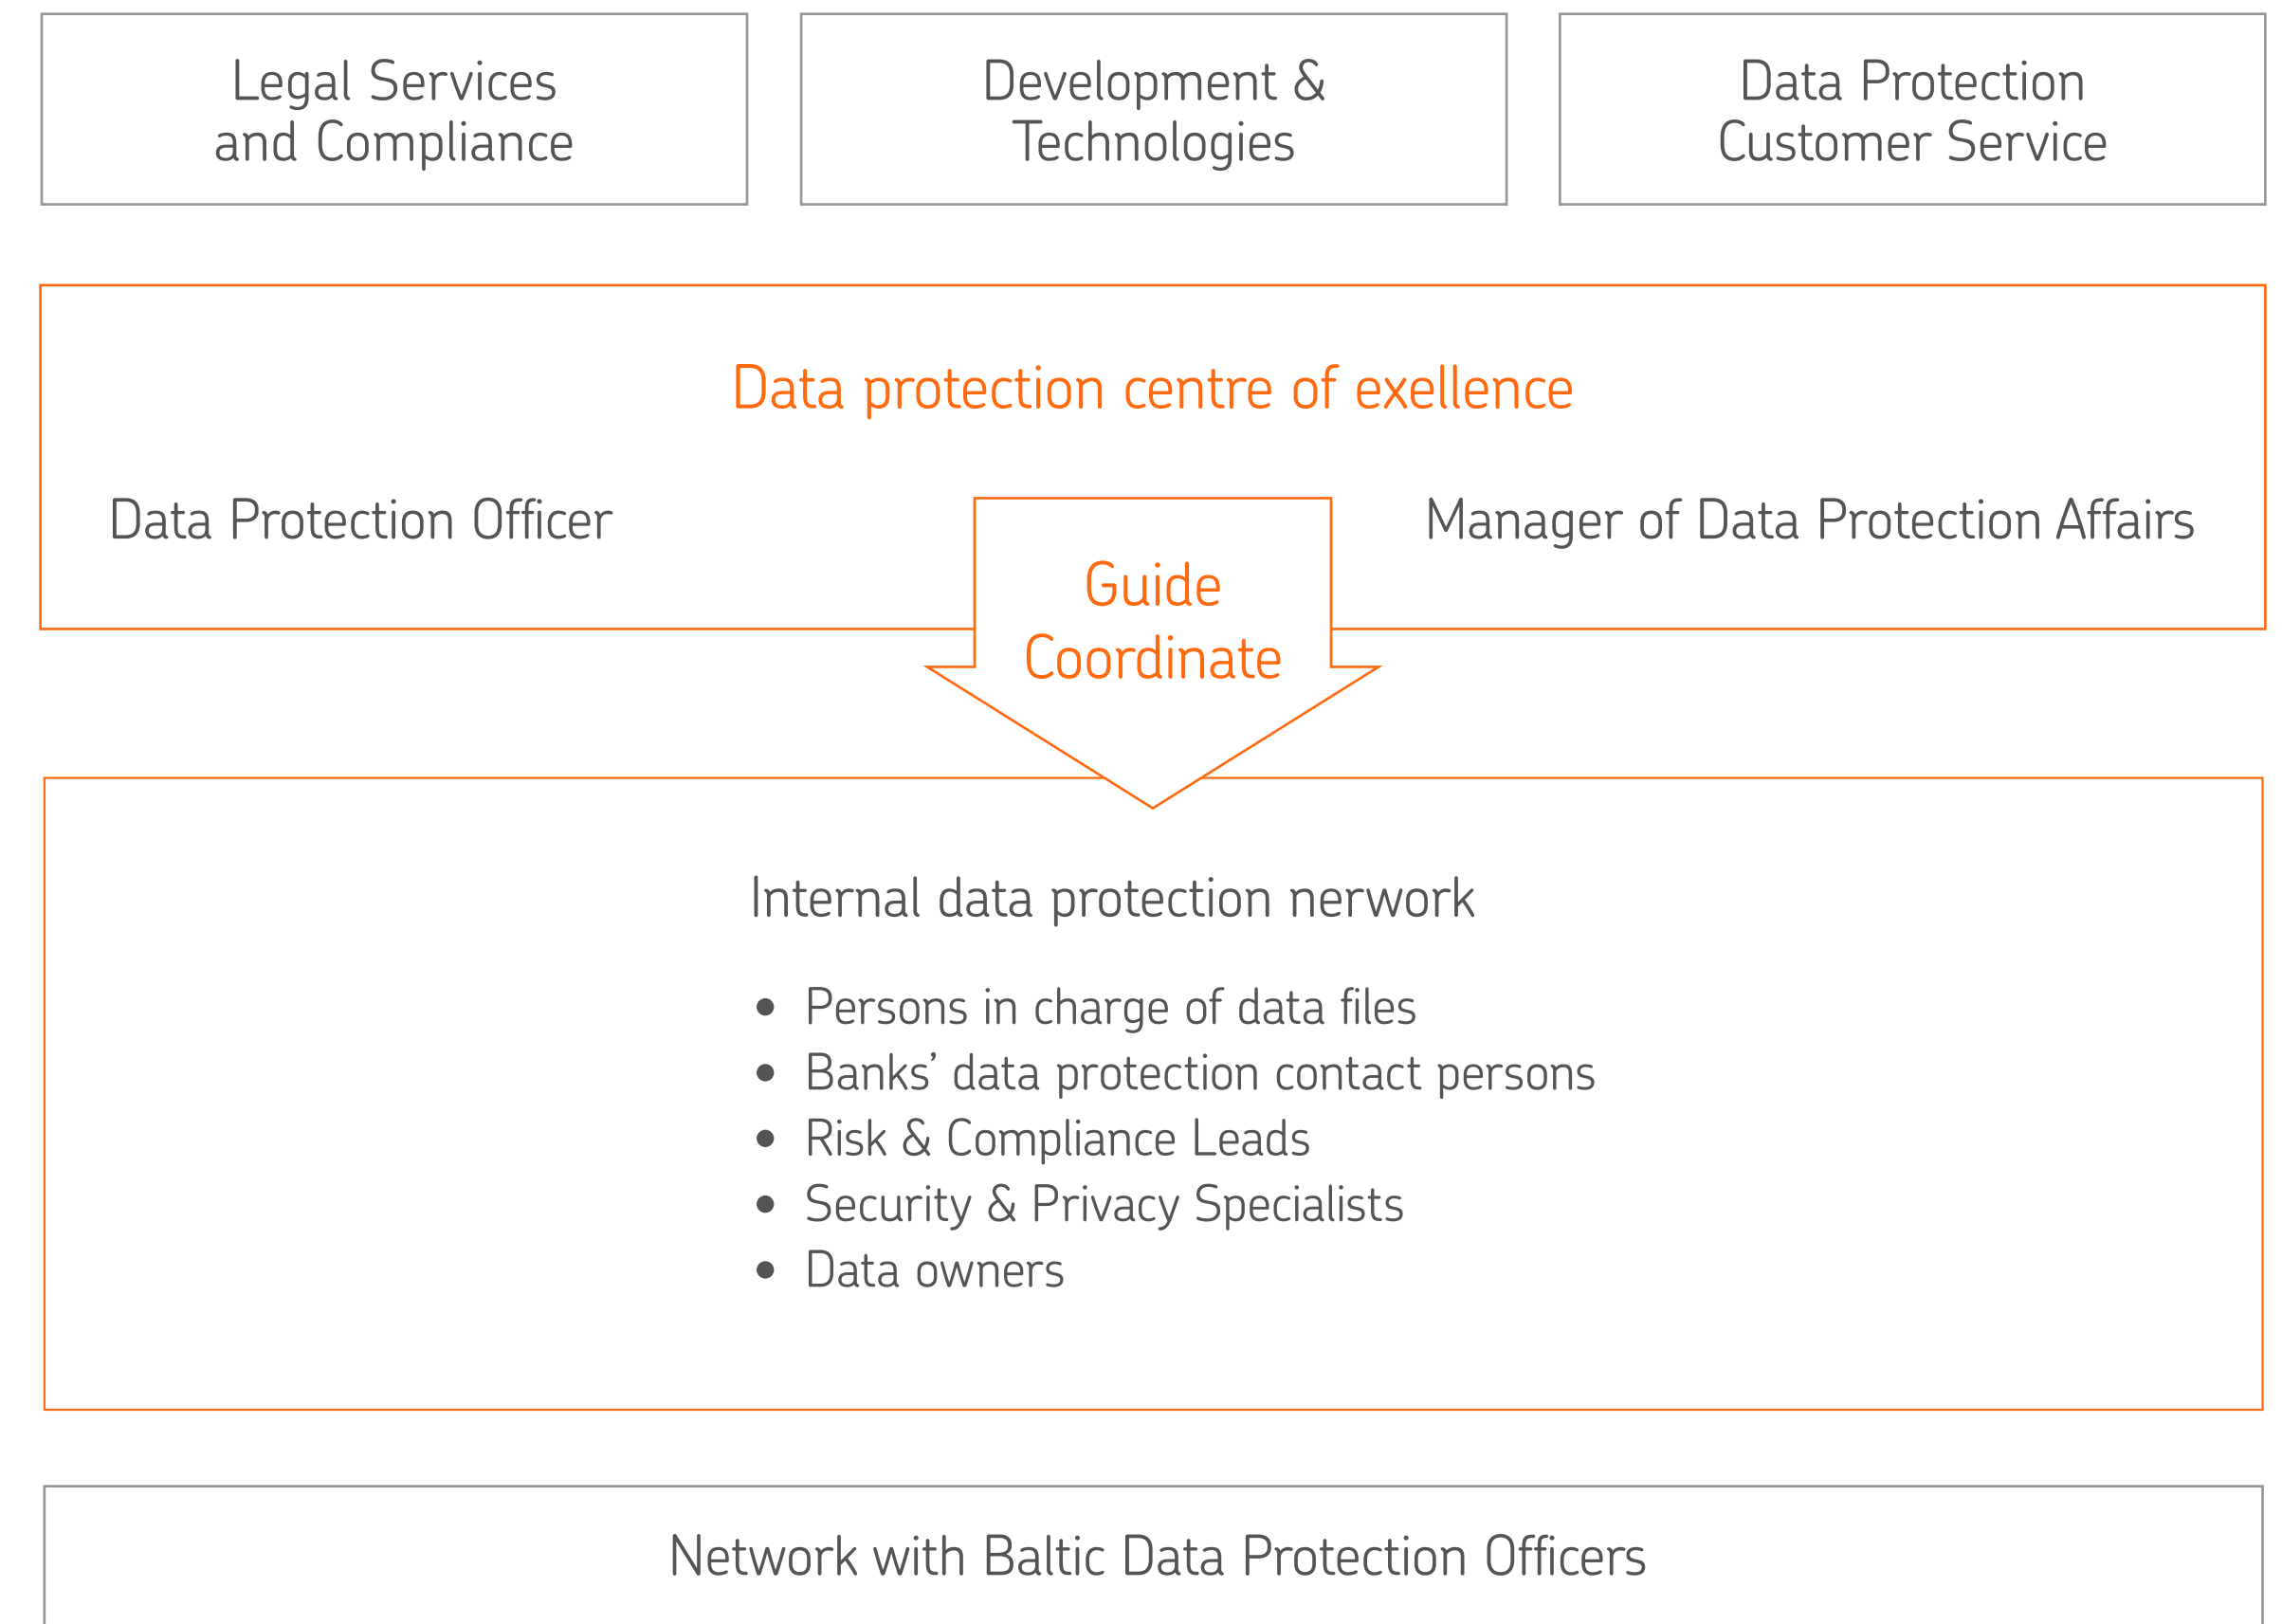 Legal Services
and Compliance
Development &
Technologies
Data Protection
Customer Service
Data protection centre of exellence
Data Protection Officer
Manager of Data Protection Affairs
Guide
Coordinate
Internal data protection nerwork
• Persons in charge of data files
• Banks’ data protection contact persons
• Risk & Compliance Leads
• Security & Privacy Specialists
• Data owners
Network with Baltic Data Protection Officers